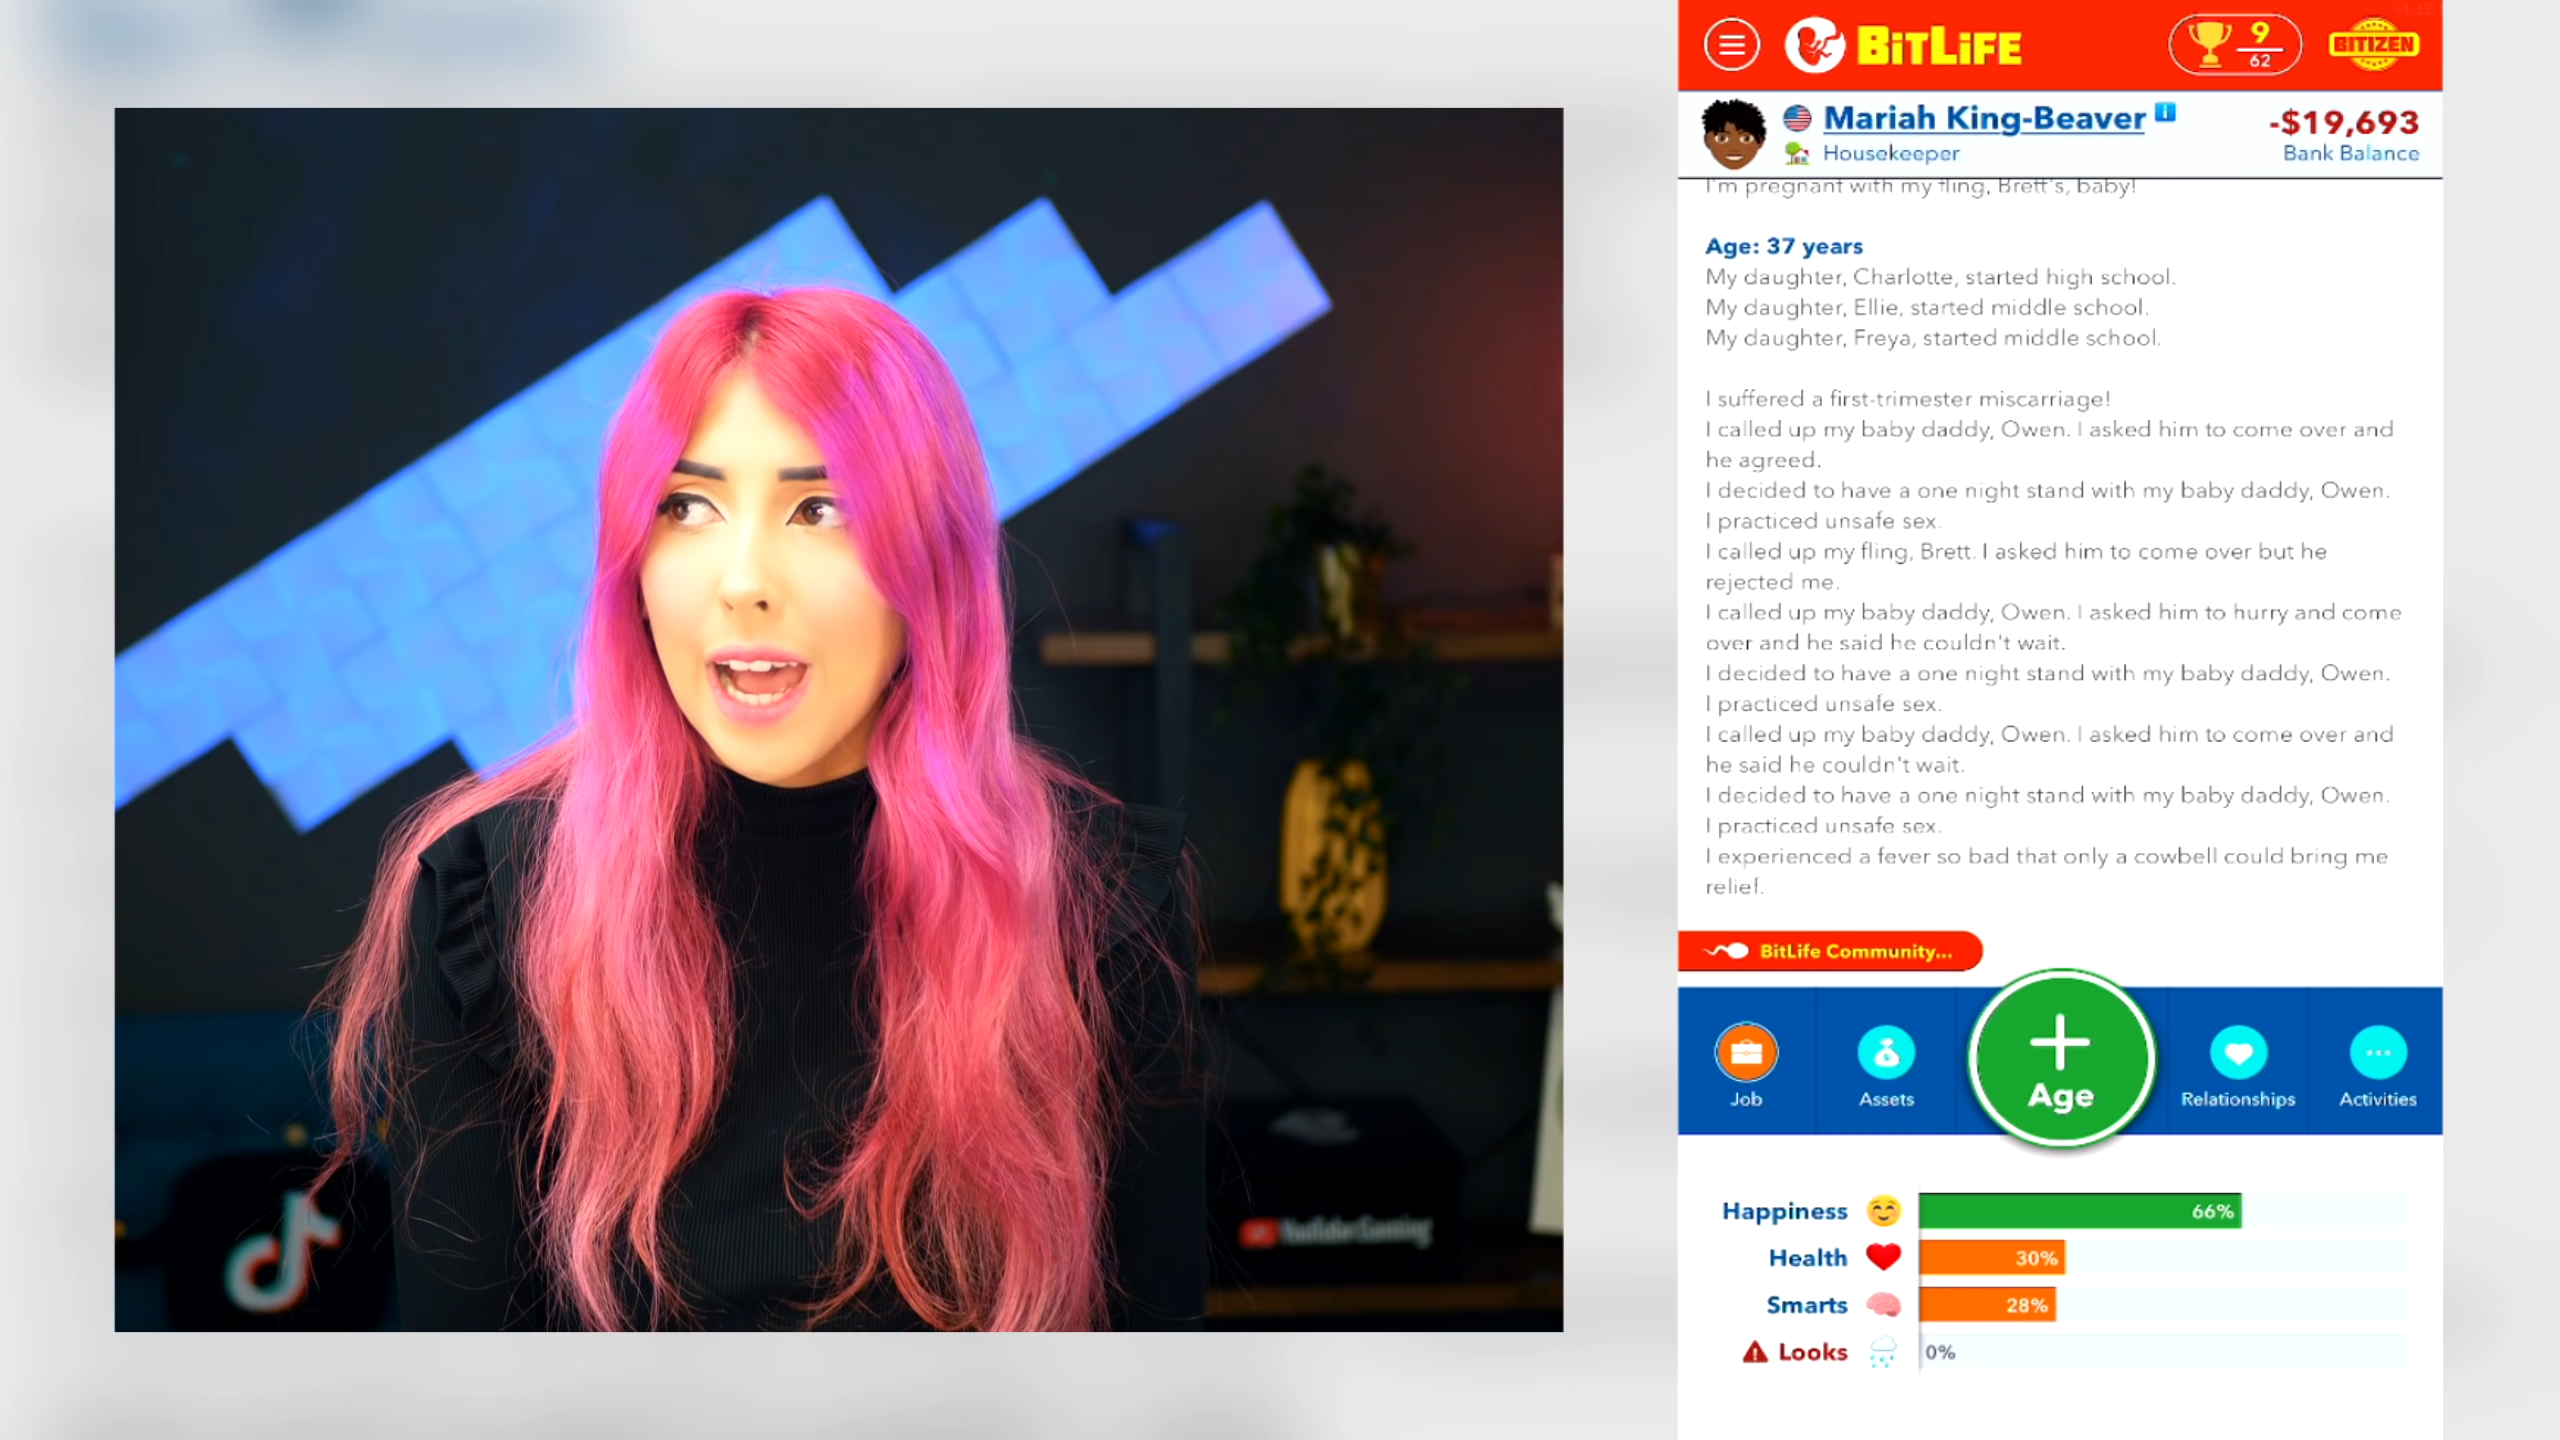 BiTLiFE
9
62
BITIZEN
Mariah King-Beaver
-$19,693
Housekeeper
Bank Balance
I'm pregnant with my fling, Brett's, baby!
Age: 37 years
My daughter, Charlotte, started high school.
My daughter, Ellie, started middle school.
My daughter, Freya, started middle school.
I suffered a first-trimester miscarriage!
I called up my baby daddy, Owen. I asked him to come over and
he agreed.
I decided to have a one night stand with my baby daddy, Owen.
I practiced unsafe sex.
I called up my fling, Brett. I asked him to come over but he
rejected me.
I called up my baby daddy, Owen. I asked him to hurry and come
over and he said he couldn't wait.
I decided to have a one night stand with my baby daddy, Owen.
I practiced unsafe sex.
I called up my baby daddy, Owen. I asked him to come over and
he said he couldn't wait.
I decided to have a one night stand with my baby daddy, Owen.
I practiced unsafe sex.
I experienced a fever so bad that only a cowbell could bring me
relief.
BitLife Community...
Job
Assets
Age
Relationships
Activities
Happiness 66%
Health 30%
Smarts 28%
Looks 0%
YouTube Gaming